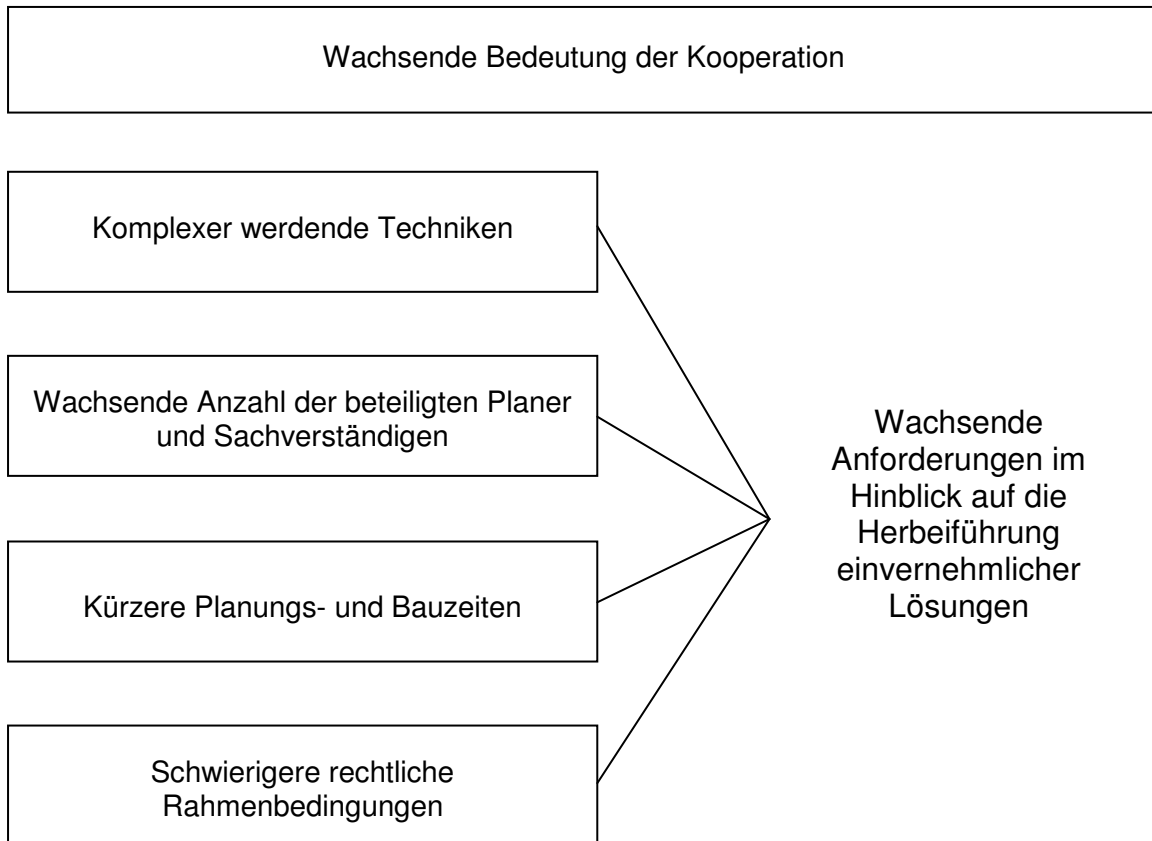 Wachsende Bedeutung der Kooperation
Komplexer werdende Techniken
Wachsende Anzahl der beteiligten Planer
und Sachverständigen
Kürzere Planungs- und Bauzeiten
Schwierigere rechtliche
Rahmenbedingungen
Wachsende
Anforderungen im
Hinblick auf die
Herbeiführung
einvernehmlicher
Lösungen